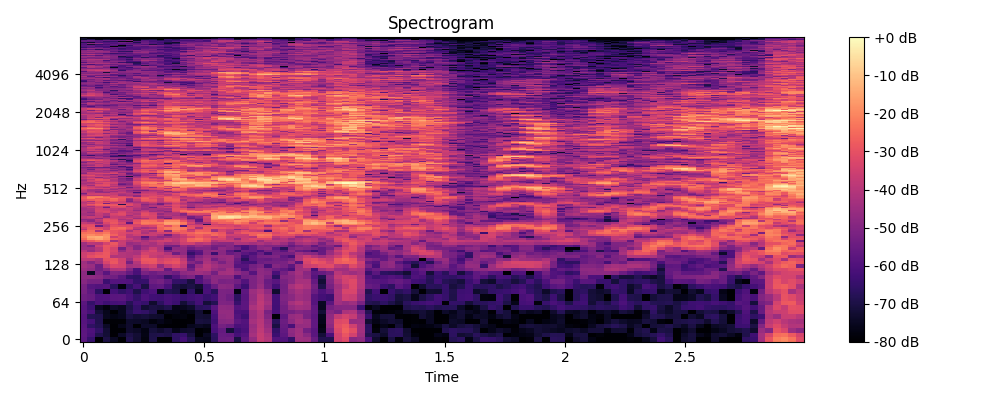 Spectrogram
Hz
4096
2048
1024
512
256
128
64
0
0
0.5
1
1.5
2
2.5
Time
+0 dB
-10 dB
-20 dB
-30 dB
-40 dB
-50 dB
-60 dB
-70 dB
-80 dB